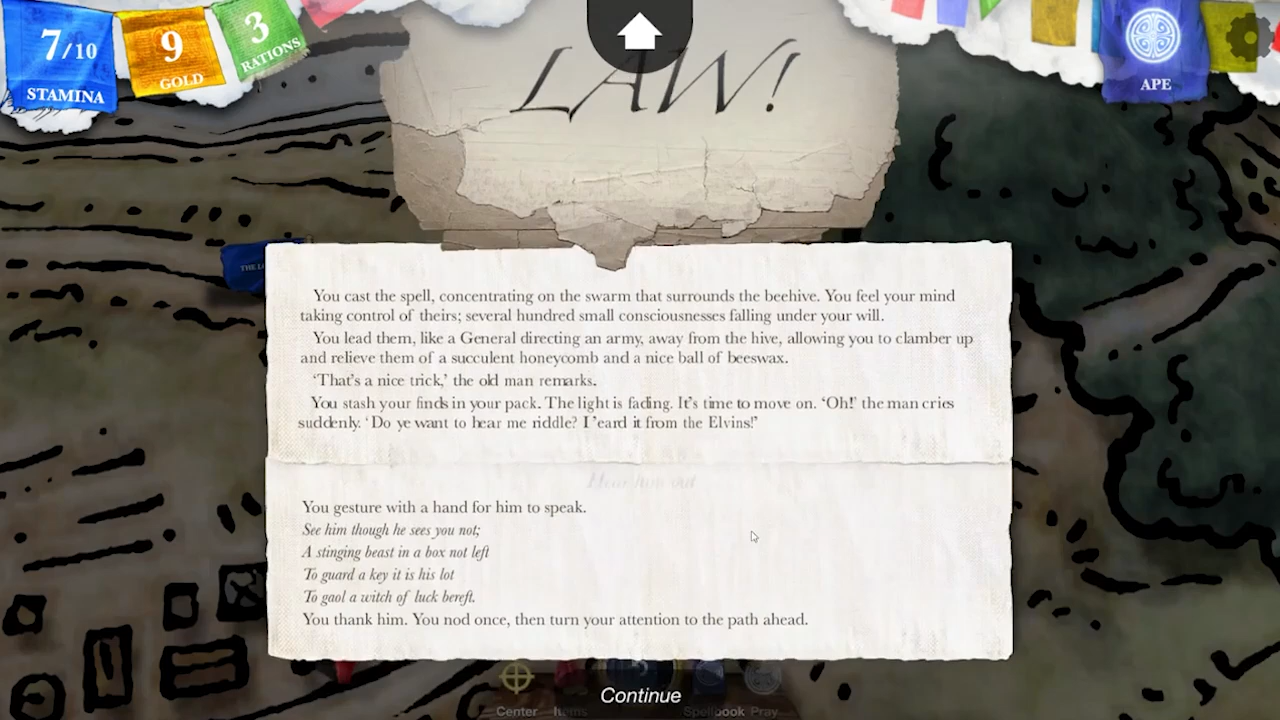 7/10
STAMINA
9
GOLD
3
RATIONS
APE
LAW!
You cast the spell, concentrating on the swarm that surrounds the beehive. You feel your mind
taking control of theirs; several hundred small consciousnesses falling under your will.
You lead them, like a General directing an army, away from the hive, allowing you to clamber up
and relieve them of a succulent honeycomb and a nice ball of beeswax.
‘That’s a nice trick,’ the old man remarks.
You stash your finds in your pack. The light is fading. It’s time to move on. ‘Oh!’ the man cries
suddenly. ‘Do ye want to hear me riddle? I ’eard it from the Elvins!’
Hear him out
You gesture with a hand for him to speak.
See him though he sees you not;
A stinging beast in a box not left
To guard a key it is his lot
To gaol a witch of luck bereft.
You thank him. You nod once, then turn your attention to the path ahead.
Continue
Center Items Spellbook Pray